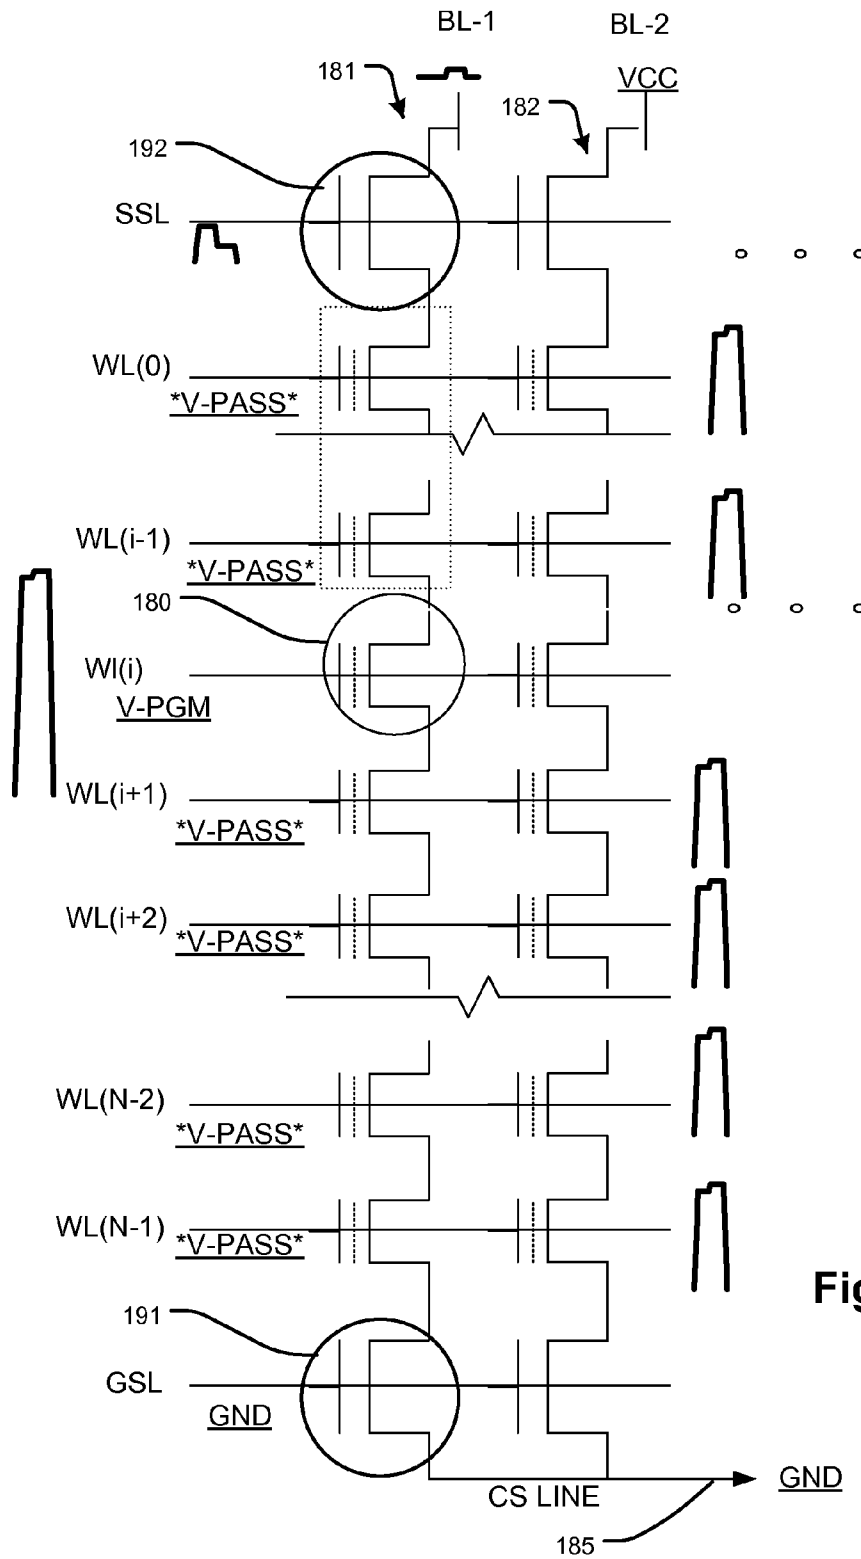 BL-1
BL-2
181
VCC
182
192
SSL
WL(0)
*V-PASS*
WL(i-1)
*V-PASS*
180
Wl(i)
V-PGM
WL(i+1)
*V-PASS*
WL(i+2)
*V-PASS*
WL(N-2)
*V-PASS*
WL(N-1)
*V-PASS*
Fig
191
GSL
GND
CS LINE
GND
185